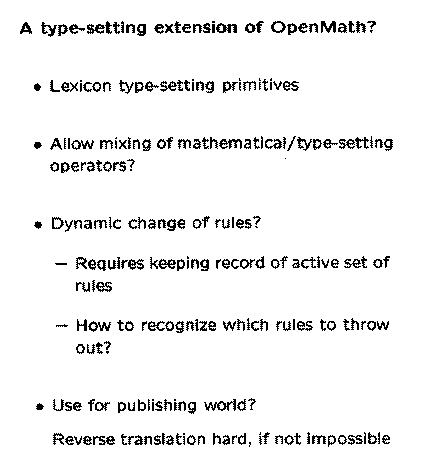 A type-setting extension of OpenMath?
• Lexicon type-setting primitives
• Allow mixing of mathematical/type-setting
operators?
• Dynamic change of rules?
— Requires keeping record of active set of
rules
— How to recognize which rules to throw
out?
• Use for publishing world?
Reverse translation hard, if not impossible